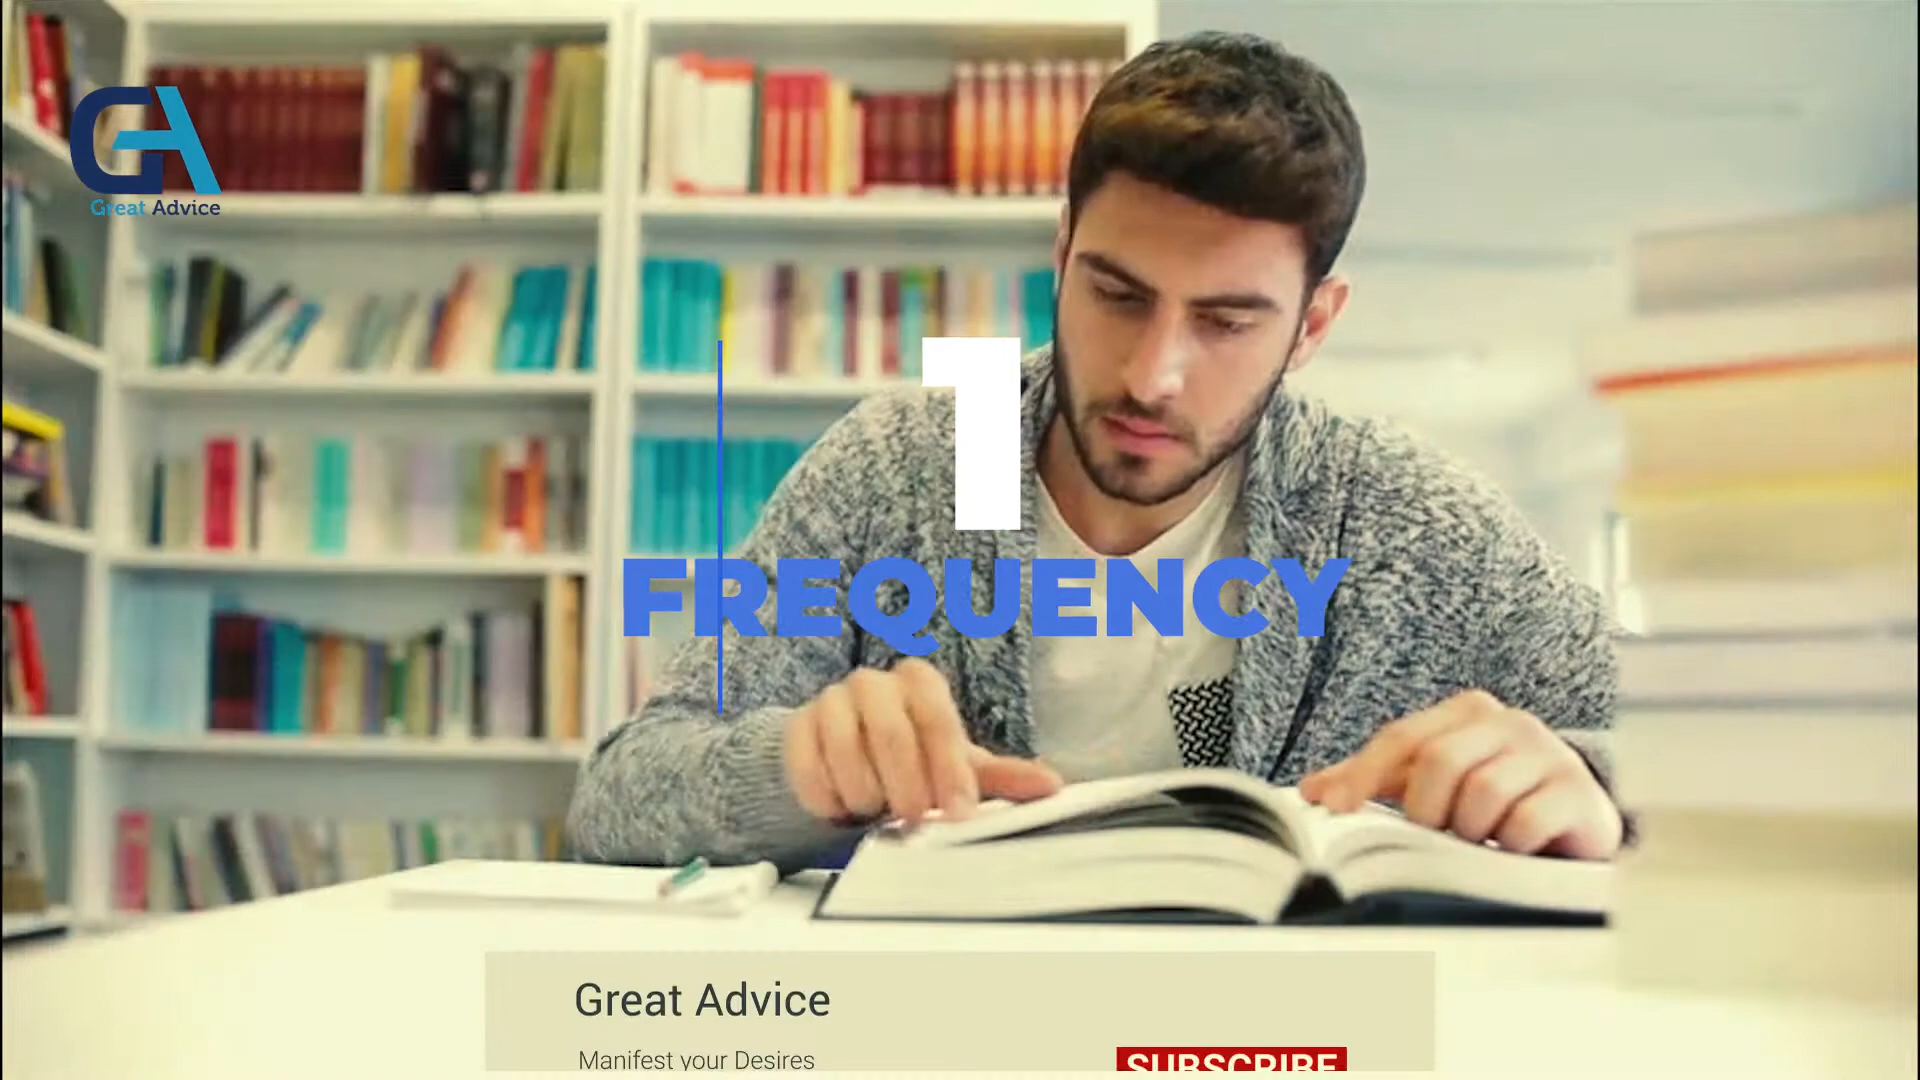 GA
Great Advice
1
FREQUENCY
Great Advice
Manifest your Desires
SUBSCRIBE